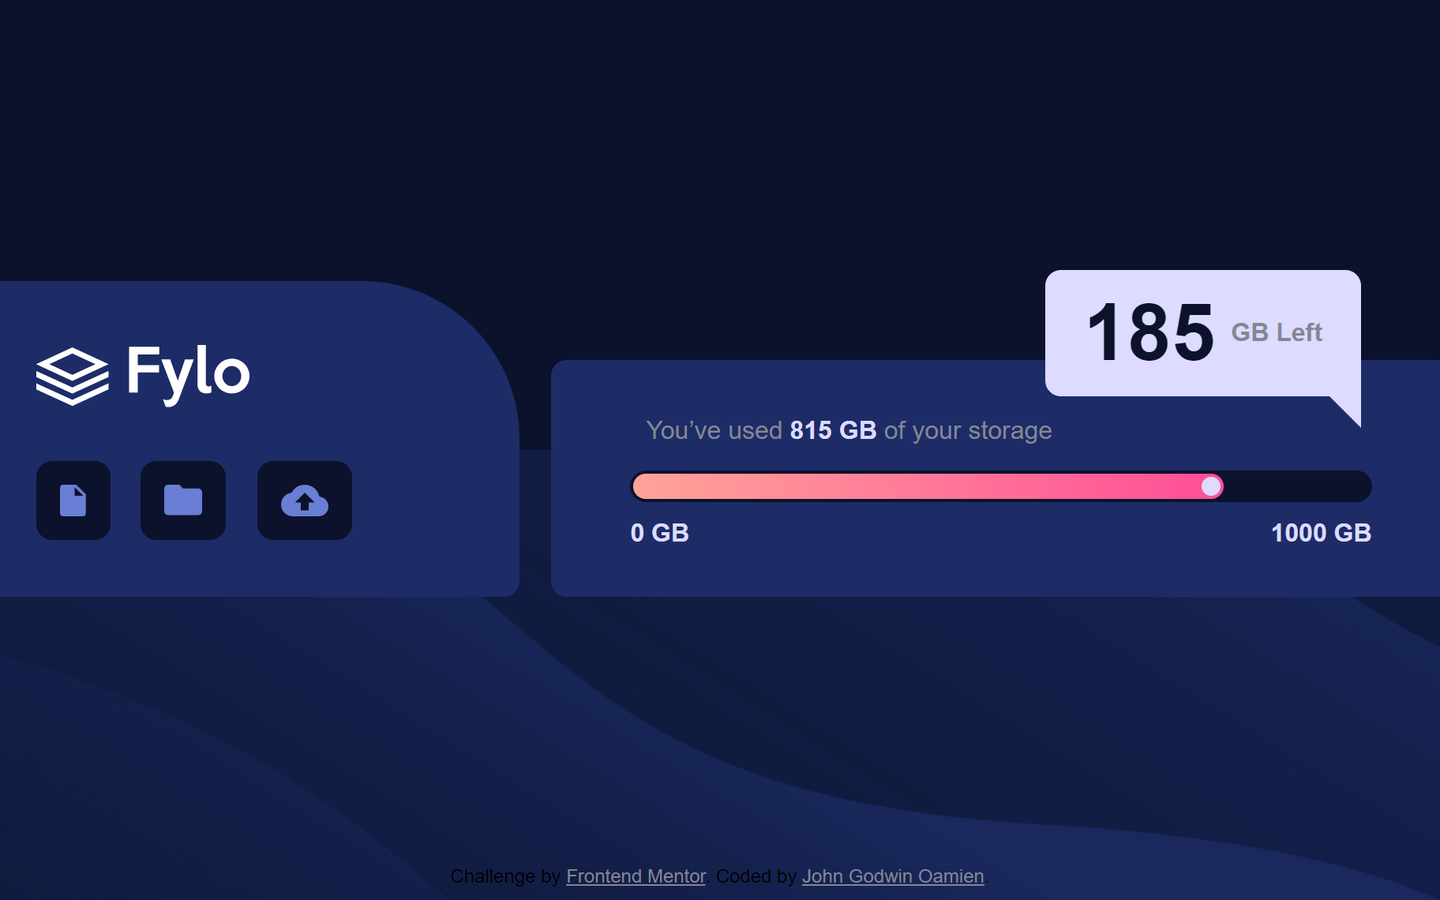 Fylo
185 GB Left
You’ve used 815 GB of your storage
0 GB
1000 GB
Challenge by Frontend Mentor. Coded by John Godwin Oamien.